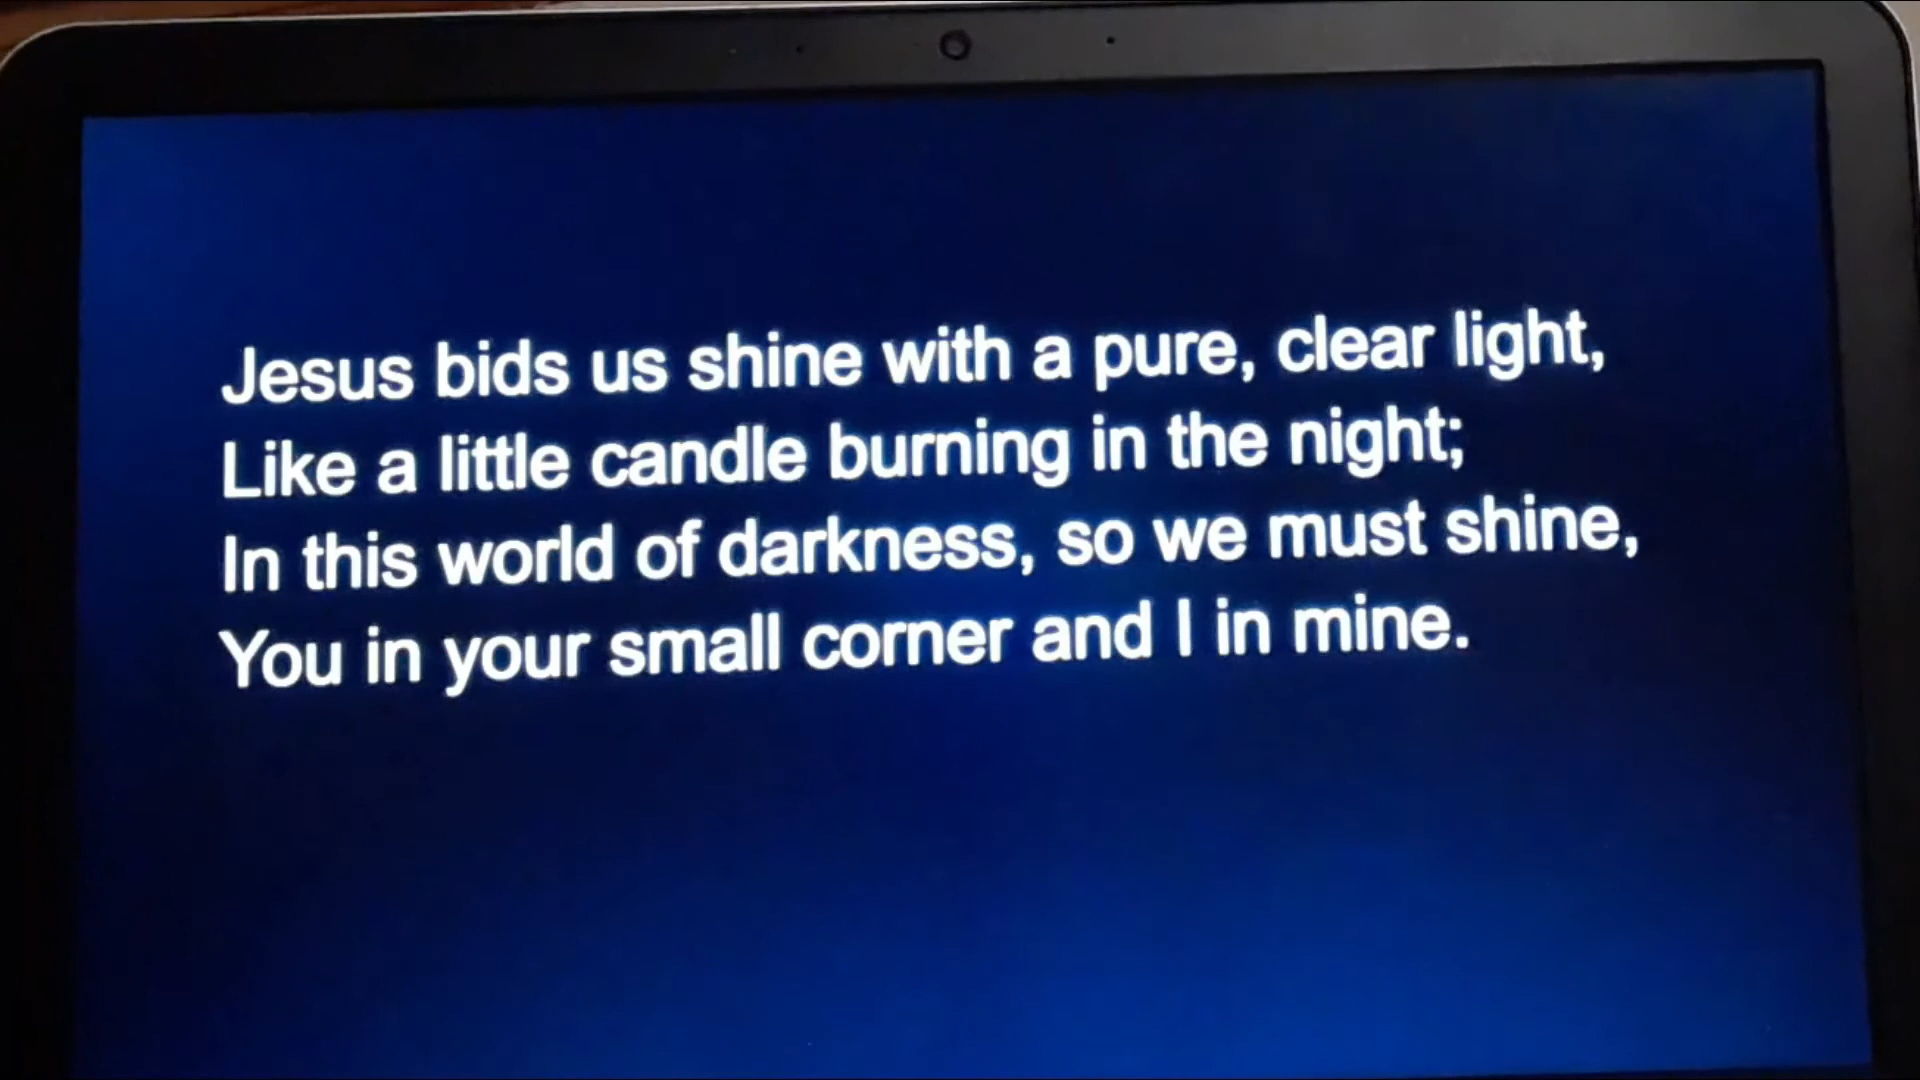 Jesus bids us shine with a pure, clear light,
Like a little candle burning in the night;
In this world of darkness, so we must shine,
You in your small corner and I in mine.